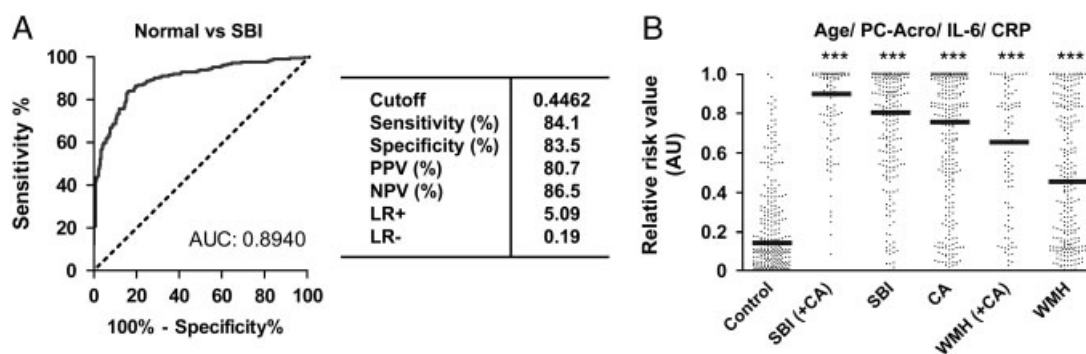 A
Normal vs SBI
100
80
60
40
20
0
Sensitivity %
AUC: 0.8940
0 20 40 60 80 100
100% - Specificity%
Cutoff 0.4462
Sensitivity (%) 84.1
Specificity (%) 83.5
PPV (%) 80.7
NPV (%) 86.5
LR+ 5.09
LR- 0.19
B
Age/ PC-Acro/ IL-6/ CRP
*** *** *** *** ***
1.0
0.8
0.6
0.4
0.2
0
Relative risk value
(AU)
Control
SBI (+CA)
SBI
CA
WMH (+CA)
WMH